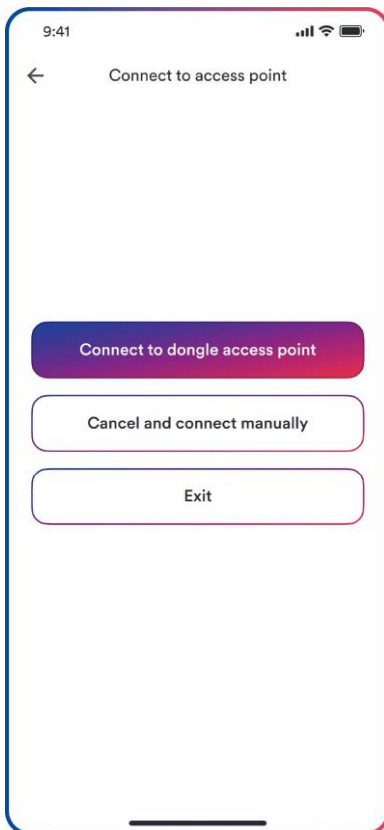 9:41
Connect to access point
Connect to dongle access point
Cancel and connect manually
Exit